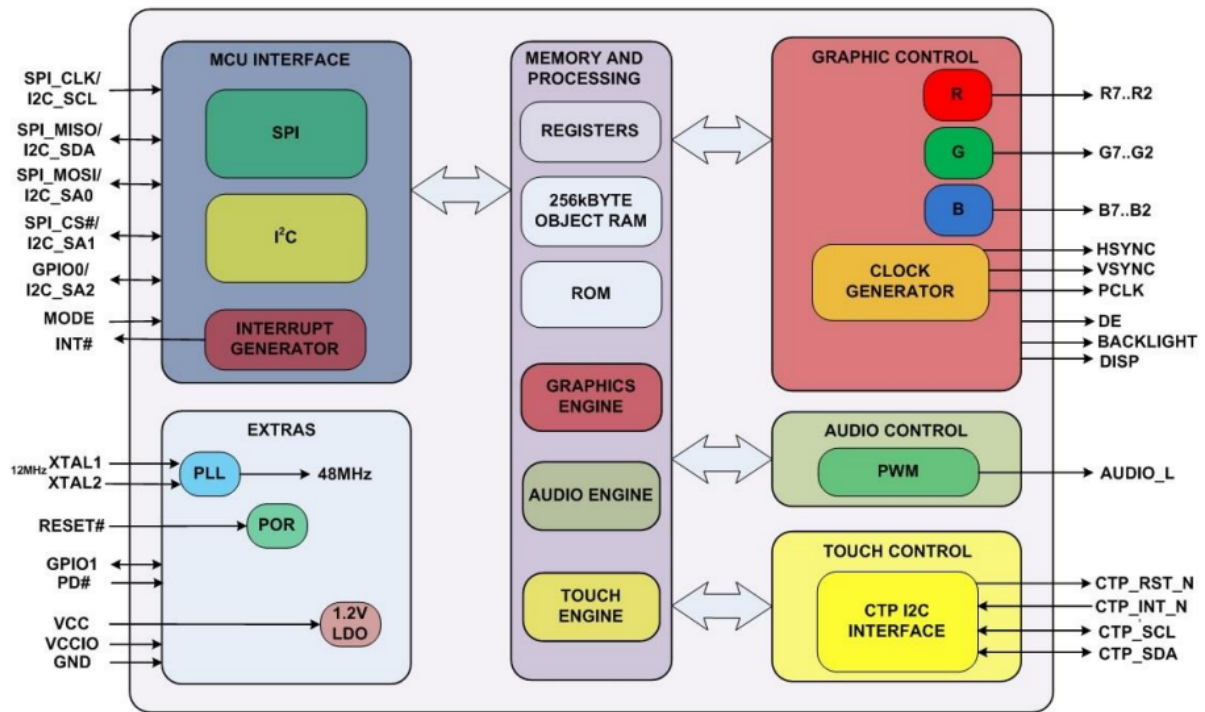 MCU INTERFACE
SPI_CLK/
I2C_SCL
SPI_MISO/
I2C_SDA
SPI_MOSI/
I2C_SA0
SPI_CS#/
I2C_SA1
GPIO0/
I2C_SA2
MODE
INT#
SPI
I²C
INTERRUPT
GENERATOR
EXTRAS
12MHz XTAL1
XTAL2
PLL
48MHz
RESET#
POR
GPIO1
PD#
VCC
VCCIO
GND
1.2V
LDO
MEMORY AND
PROCESSING
REGISTERS
256kBYTE
OBJECT RAM
ROM
GRAPHICS
ENGINE
AUDIO ENGINE
TOUCH
ENGINE
GRAPHIC CONTROL
R
R7..R2
G
G7..G2
B
B7..B2
CLOCK
GENERATOR
HSYNC
VSYNC
PCLK
DE
BACKLIGHT
DISP
AUDIO CONTROL
PWM
AUDIO_L
TOUCH CONTROL
CTP I2C
INTERFACE
CTP_RST_N
CTP_INT_N
CTP_SCL
CTP_SDA